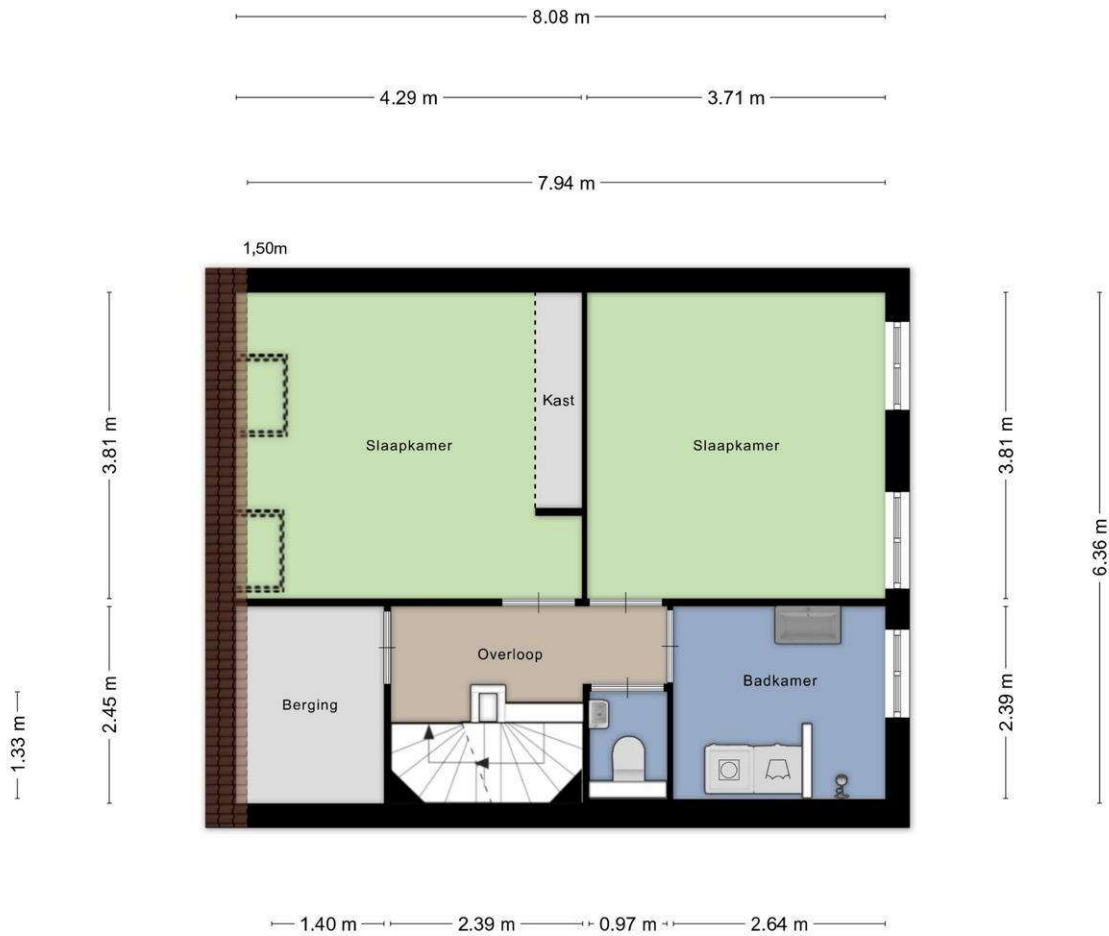 8.08 m
4.29 m
3.71 m
7.94 m
1,50m
Kast
Slaapkamer
Slaapkamer
3.81 m
3.81 m
6.36 m
Overloop
Badkamer
Berging
2.45 m
2.39 m
1.33 m
1.40 m
2.39 m
0.97 m
2.64 m